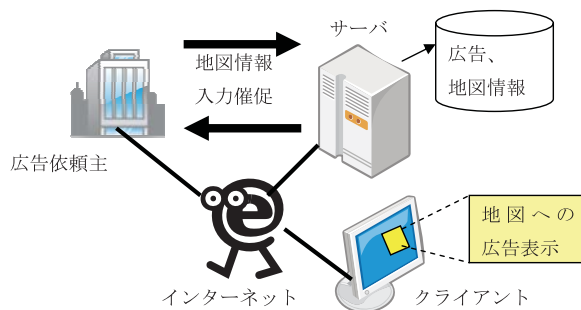 サーバ
広告、
地図情報
地図情報
入力催促
広告依頼主
e
地図への
広告表示
インターネット
クライアント